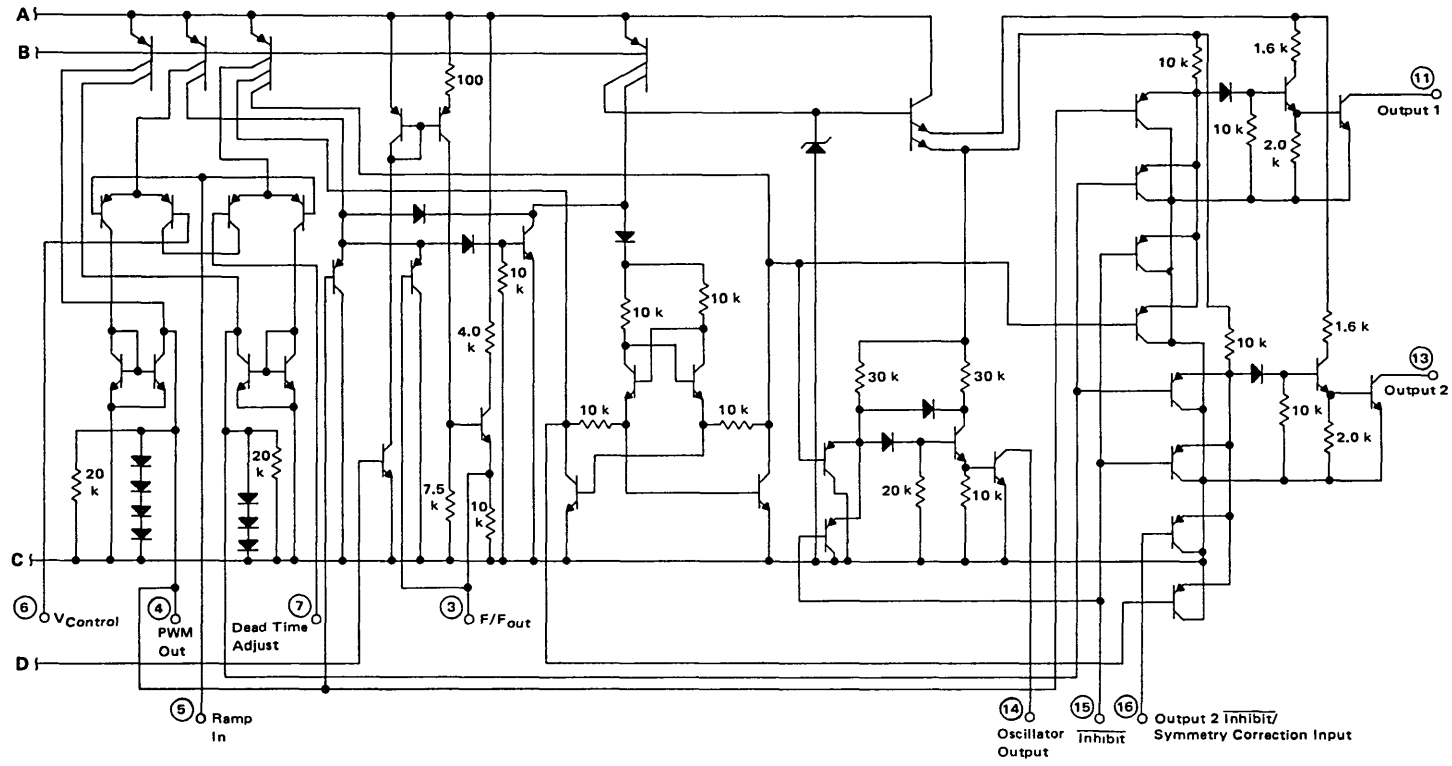 A
B
100
1.6 k
10 k
11
Output 1
10 k
2.0
k
10
k
10 k
10 k
4.0
k
1.6 k
10 k
13
Output 2
30 k
30 k
10 k
10 k
10 k
2.0 k
20
k
20
k
7.5
k
10
k
20 k
10 k
C
6
VControl
4
PWM
Out
7
Dead Time
Adjust
3
F/Fout
D
5
Ramp
In
14
Oscillator
Output
15
Inhibit
16
Output 2 Inhibit/
Symmetry Correction Input